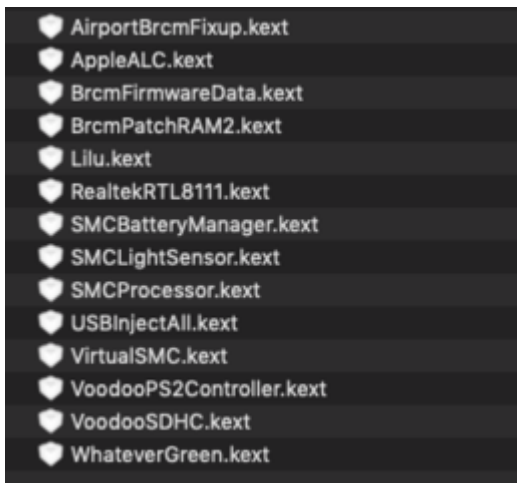 AirportBrcmFixup.kext
AppleALC.kext
BrcmFirmwareData.kext
BrcmPatchRAM2.kext
Lilu.kext
RealtekRTL8111.kext
SMCBatteryManager.kext
SMCLightSensor.kext
SMCProcessor.kext
USBInjectAll.kext
VirtualSMC.kext
VoodooPS2Controller.kext
VoodooSDHC.kext
WhateverGreen.kext